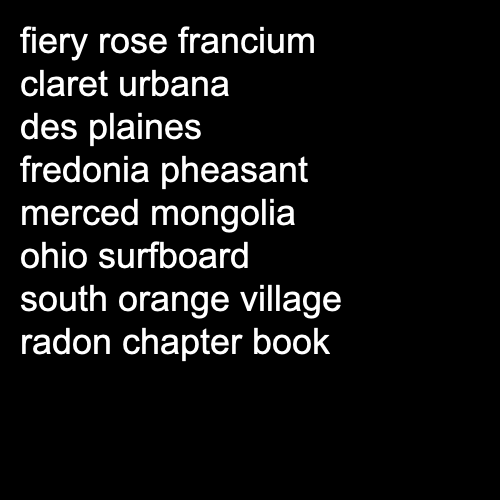 fiery rose francium
claret urbana
des plaines
fredonia pheasant
merced mongolia
ohio surfboard
south orange village
radon chapter book